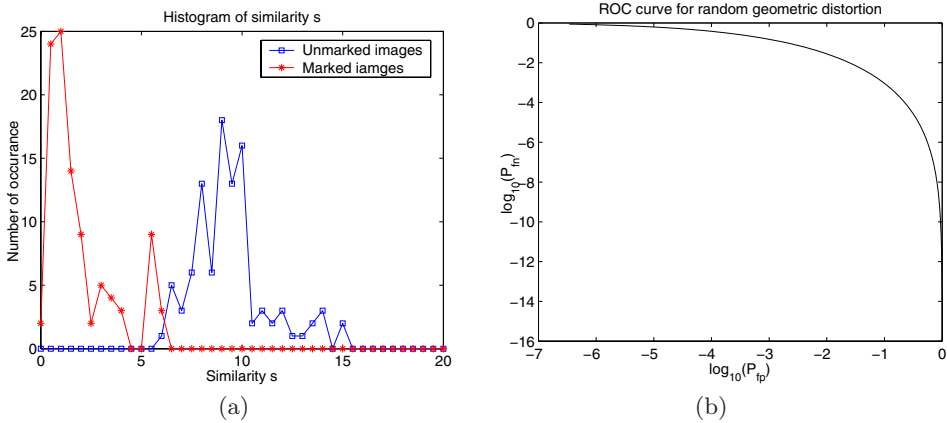 Histogram of similarity s
Unmarked images
Marked iamges
Number of occurance
25
20
15
10
5
0
0 5 10 15 20
Similarity s
(a)
ROC curve for random geometric distortion
log10(Pfn)
0
−2
−4
−6
−8
−10
−12
−14
−16
−7 −6 −5 −4 −3 −2 −1 0
log10(Pfp)
(b)